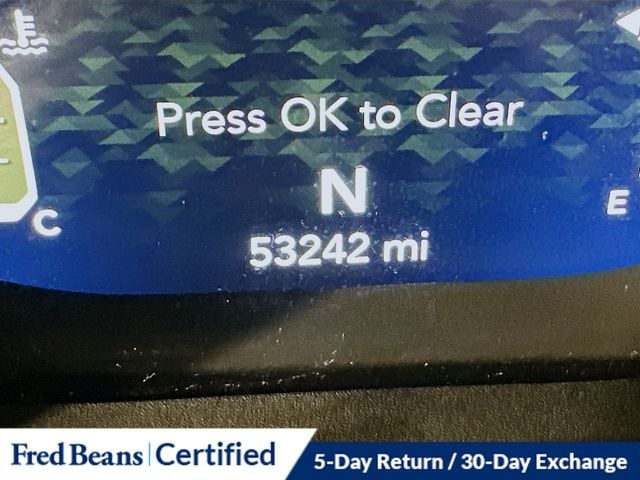 Press OK to Clear
N
C
E
53242 mi
Fred Beans Certified
5-Day Return / 30-Day Exchange